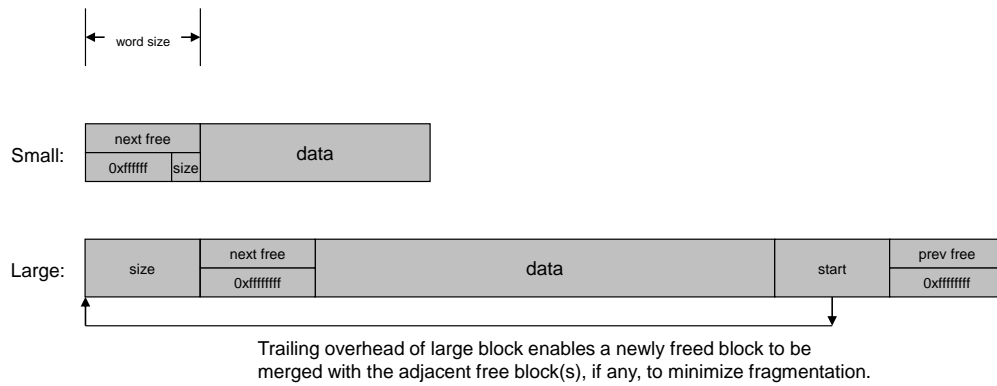 word size
Small:
next free
0xffffff
size
data
Large:
size
next free
0xffffffff
data
start
prev free
0xffffffff
Trailing overhead of large block enables a newly freed block to be
merged with the adjacent free block(s), if any, to minimize fragmentation.